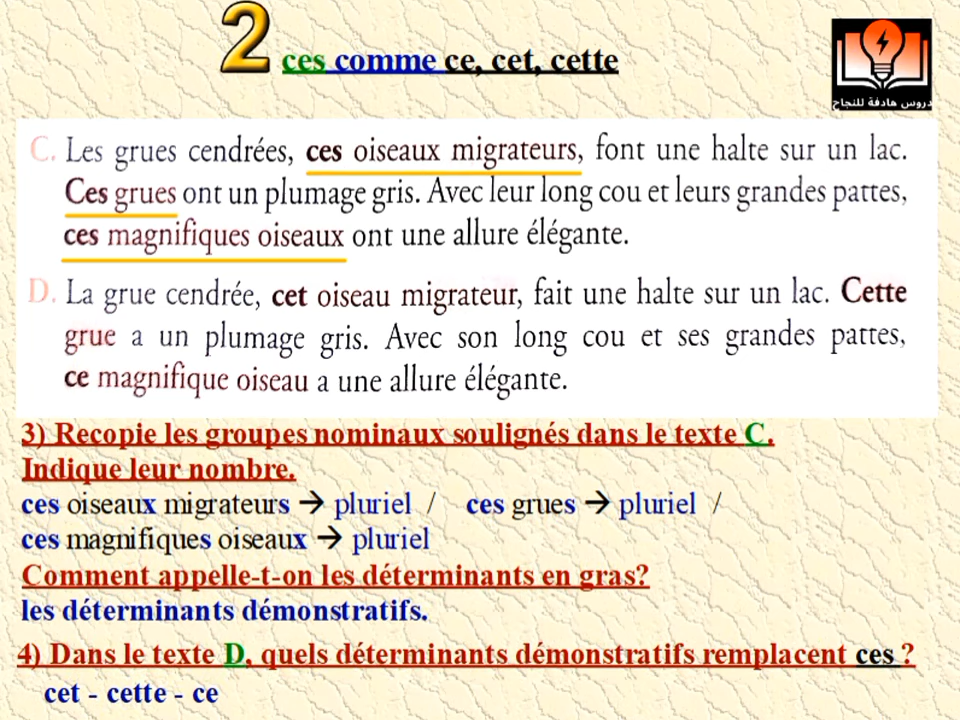 2 ces comme ce, cet, cette
دروس هادفة للنجاح
C. Les grues cendrées, ces oiseaux migrateurs, font une halte sur un lac.
Ces grues ont un plumage gris. Avec leur long cou et leurs grandes pattes,
ces magnifiques oiseaux ont une allure élégante.
D. La grue cendrée, cet oiseau migrateur, fait une halte sur un lac. Cette
grue a un plumage gris. Avec son long cou et ses grandes pattes,
ce magnifique oiseau a une allure élégante.
3) Recopie les groupes nominaux soulignés dans le texte C.
Indique leur nombre.
ces oiseaux migrateurs → pluriel / ces grues → pluriel /
ces magnifiques oiseaux → pluriel
Comment appelle-t-on les déterminants en gras?
les déterminants démonstratifs.
4) Dans le texte D, quels déterminants démonstratifs remplacent ces ?
cet - cette - ce